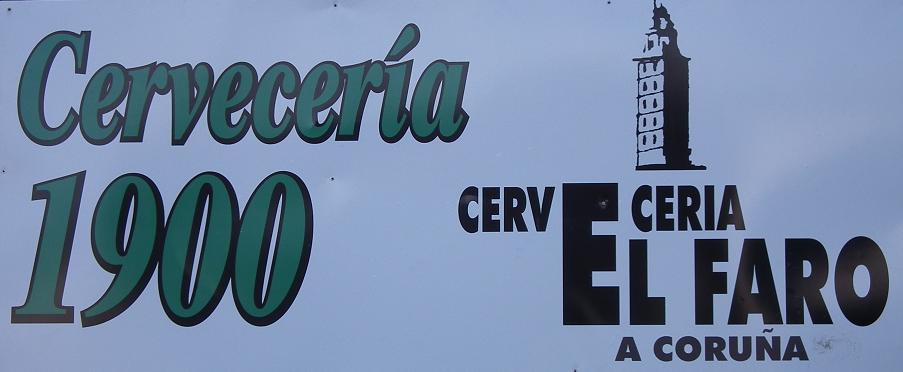 Cervecería
1900
CERVECERIA
EL FARO
A CORUÑA